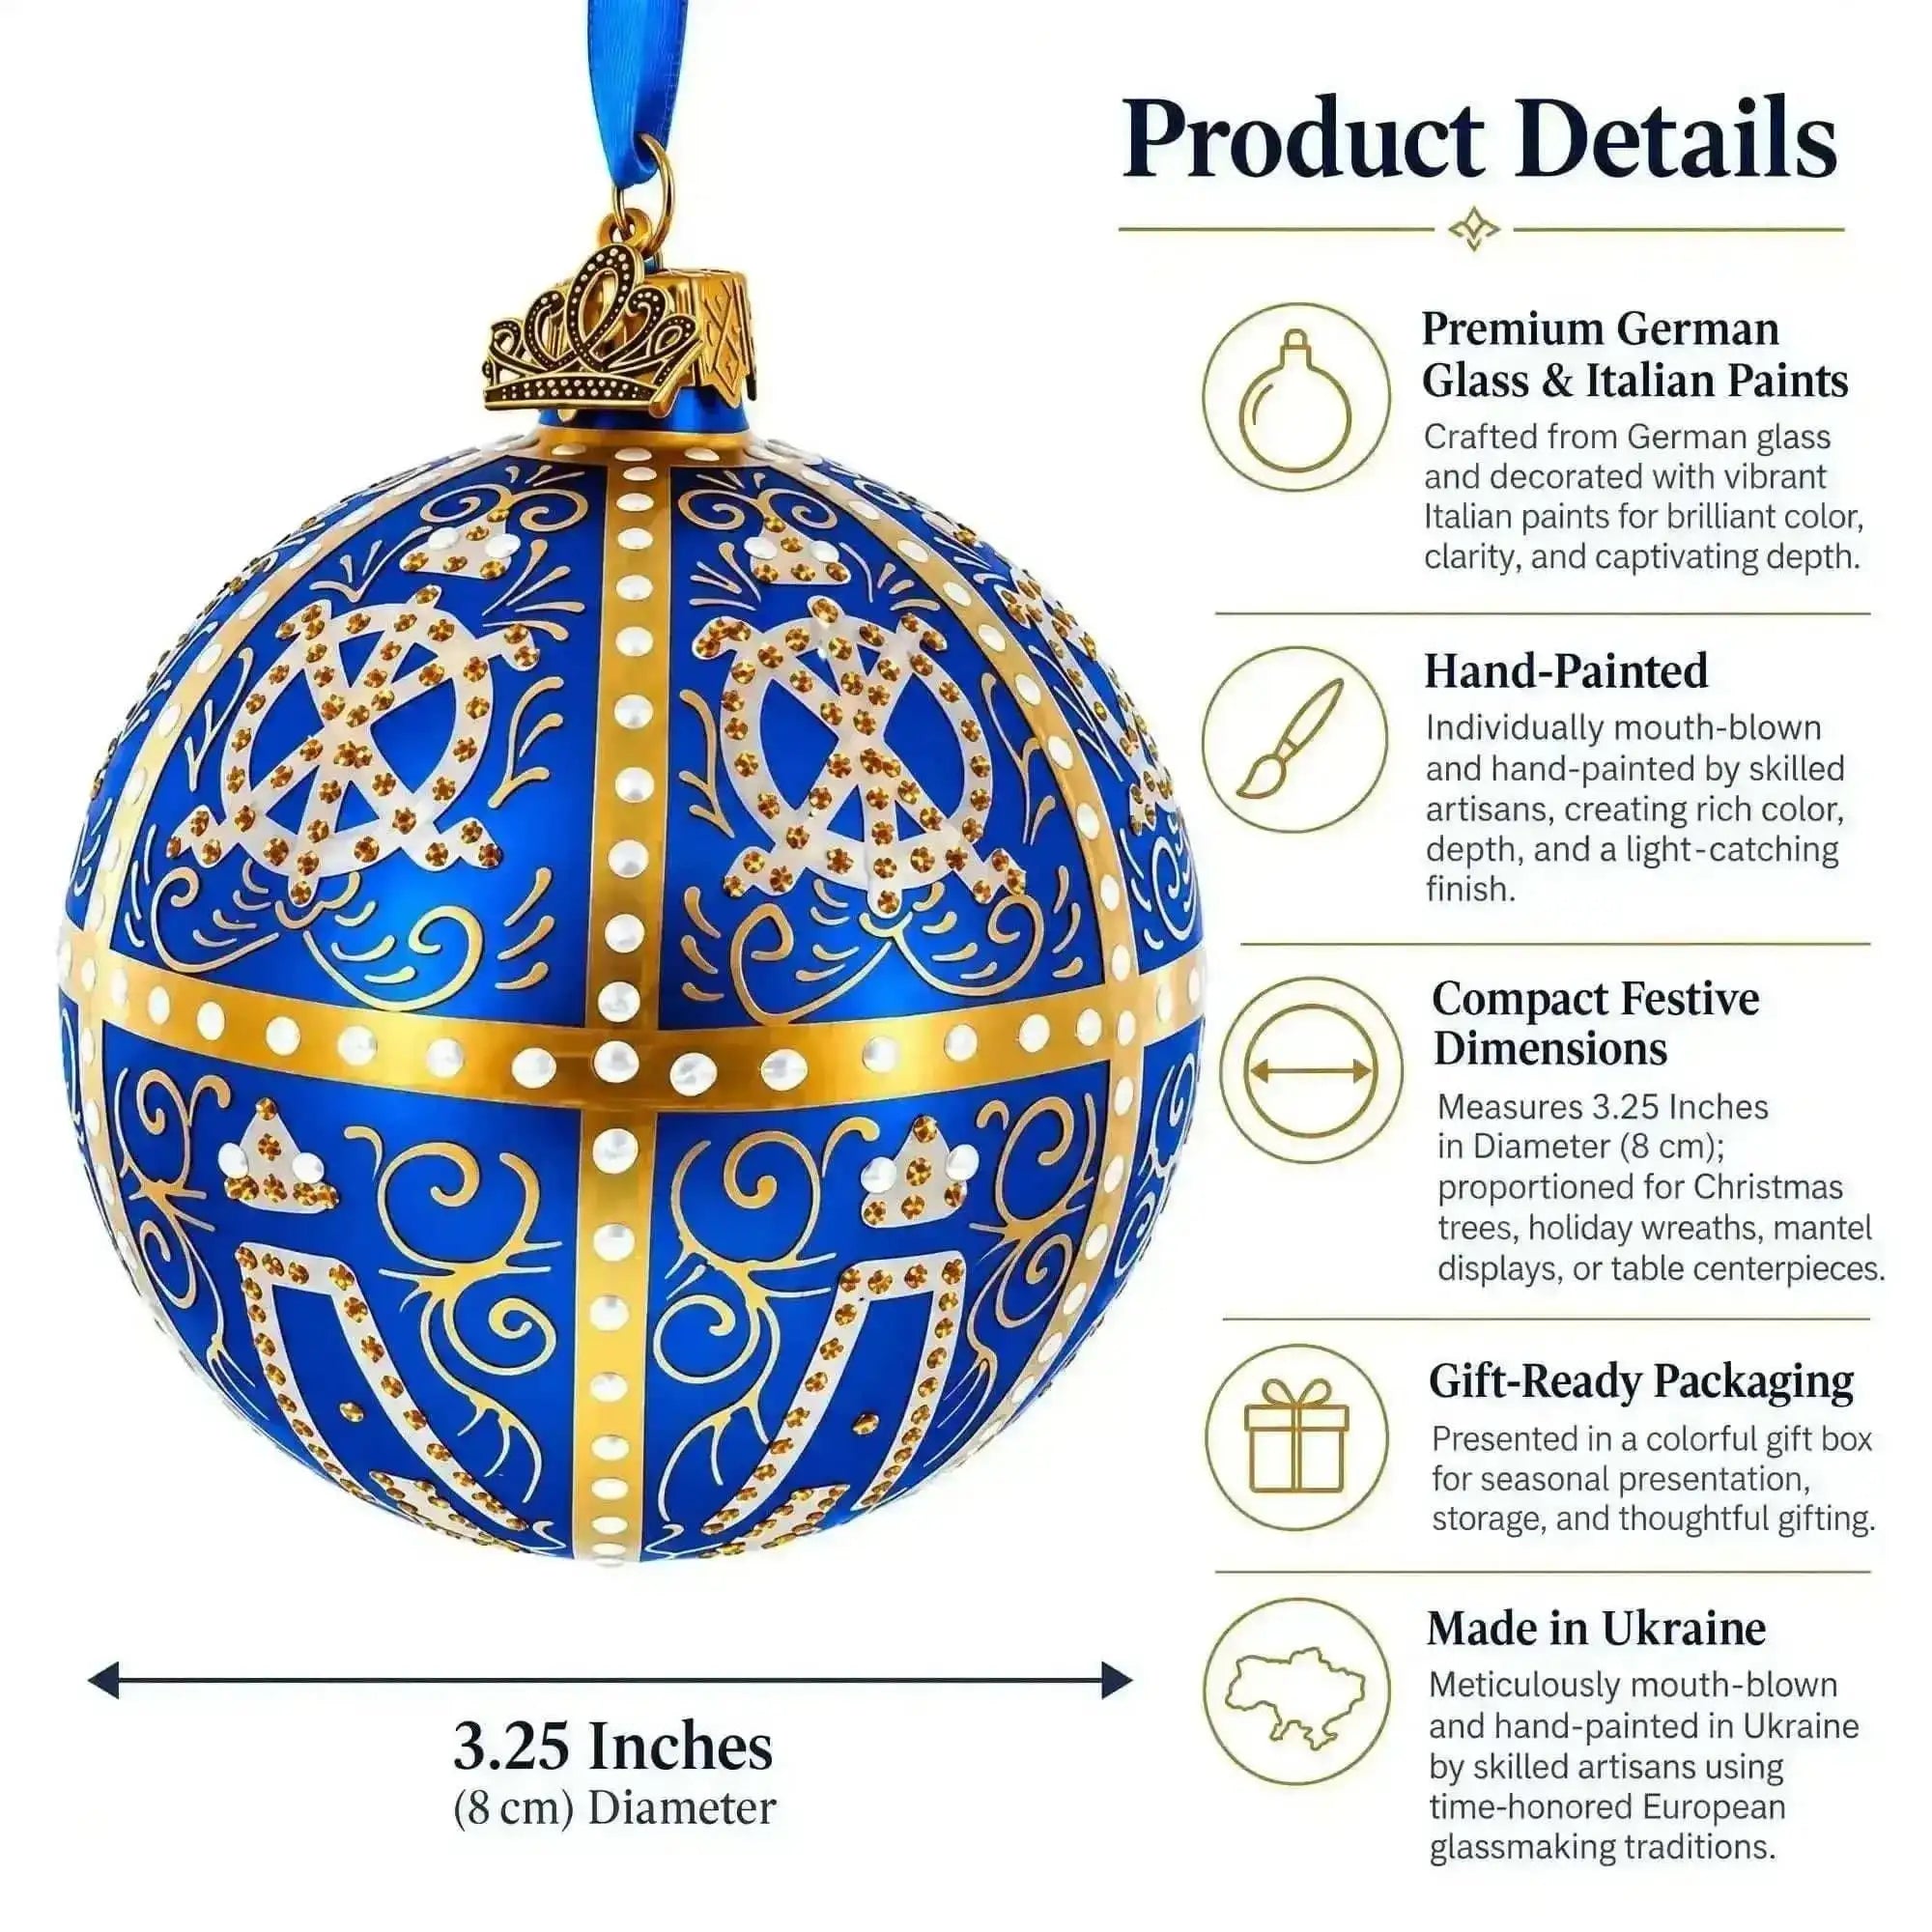 Product Details
Premium German
Glass & Italian Paints
Crafted from German glass
and decorated with vibrant
Italian paints for brilliant color,
clarity, and captivating depth.
Hand-Painted
Individually mouth-blown
and hand-painted by skilled
artisans, creating rich color,
depth, and a light-catching
finish.
Compact Festive
Dimensions
Measures 3.25 Inches
in Diameter (8 cm);
proportioned for Christmas
trees, holiday wreaths, mantel
displays, or table centerpieces.
Gift-Ready Packaging
Presented in a colorful gift box
for seasonal presentation,
storage, and thoughtful gifting.
Made in Ukraine
Meticulously mouth-blown
and hand-painted in Ukraine
by skilled artisans using
time-honored European
glassmaking traditions.
3.25 Inches
(8 cm) Diameter